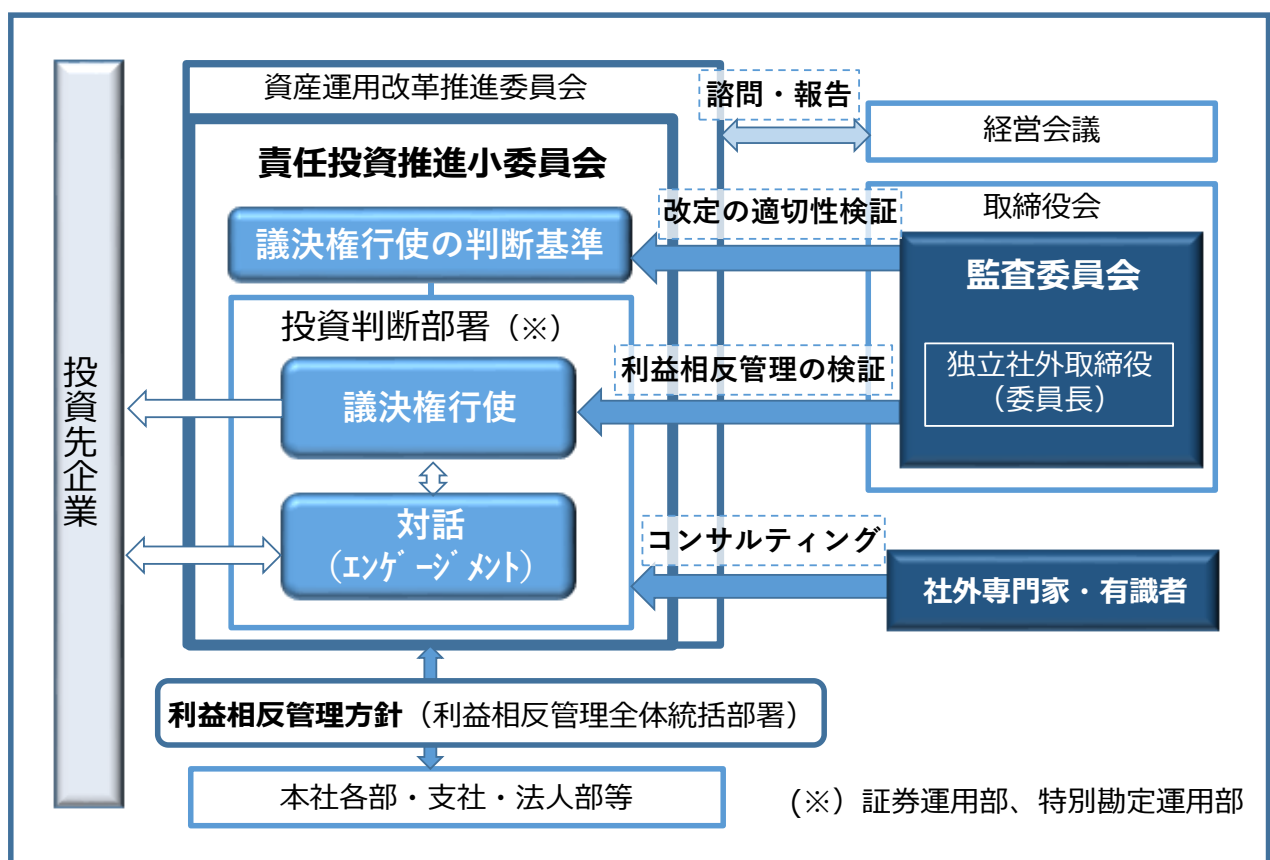 資産運用改革推進委員会
諮問・報告
経営会議
責任投資推進小委員会
改定の適切性検証
取締役会
議決権行使の判断基準
監査委員会
投資判断部署（※）
利益相反管理の検証
独立社外取締役
（委員長）
議決権行使
投資先企業
対話
（ｴﾝｹﾞｰｼﾞﾒﾝﾄ）
コンサルティング
社外専門家・有識者
利益相反管理方針（利益相反管理全体統括部署）
本社各部・支社・法人部等
(※）証券運用部、特別勘定運用部